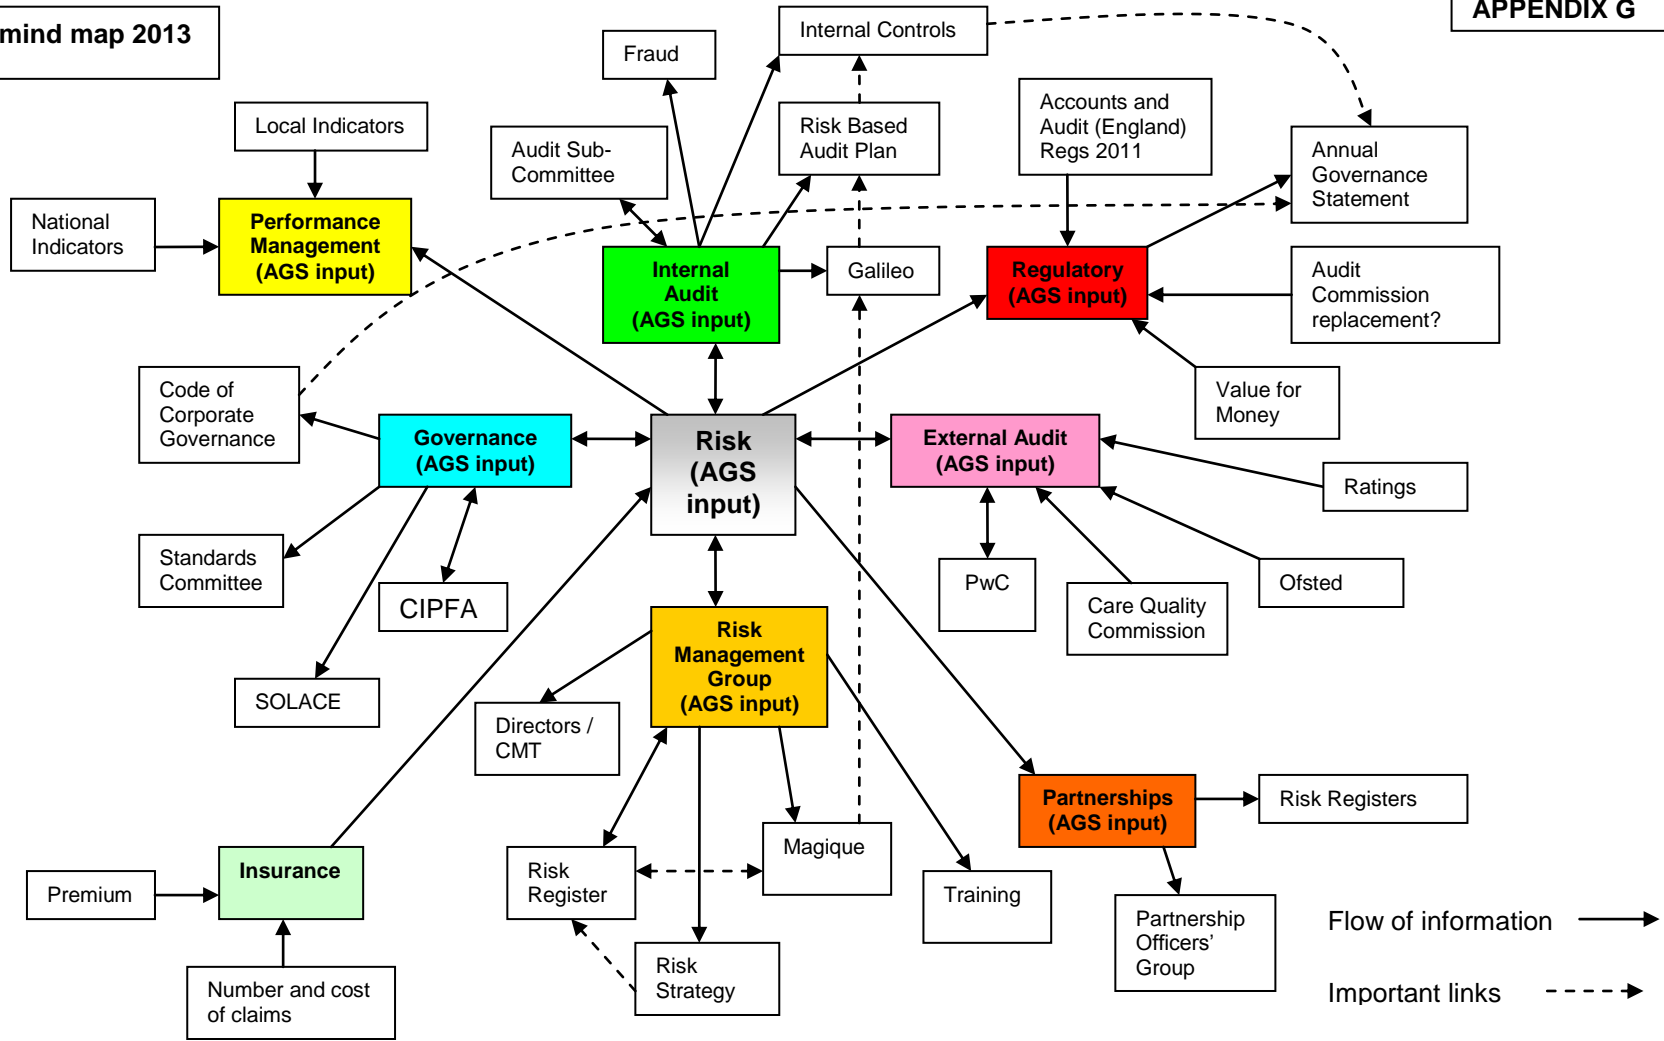 mind map 2013
APPENDIX G
Internal Controls
Fraud
Local Indicators
Audit Sub-
Committee
Risk Based
Audit Plan
Accounts and
Audit (England)
Regs 2011
Annual
Governance
Statement
National
Indicators
Performance
Management
(AGS input)
Internal
Audit
(AGS input)
Galileo
Regulatory
(AGS input)
Audit
Commission
replacement?
Code of
Corporate
Governance
Value for
Money
Governance
(AGS input)
Risk
(AGS
input)
External Audit
(AGS input)
Ratings
Standards
Committee
CIPFA
PwC
Care Quality
Commission
Ofsted
SOLACE
Risk
Management
Group
(AGS input)
Directors /
CMT
Partnerships
(AGS input)
Risk Registers
Insurance
Premium
Risk
Register
Magique
Training
Partnership
Officers’
Group
Number and cost
of claims
Risk
Strategy
Flow of information
Important links